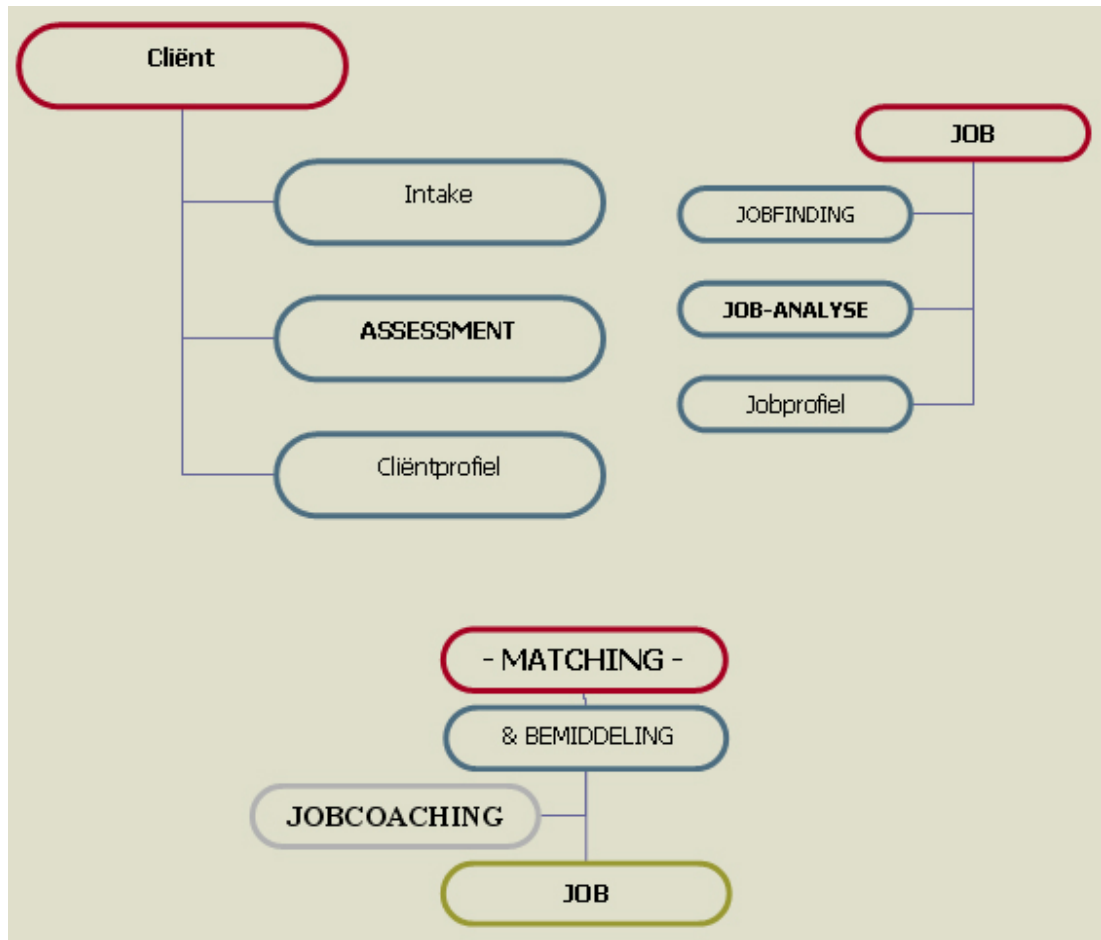 Cliënt
Intake
ASSESSMENT
Cliëntprofiel
JOB
JOBFINDING
JOB-ANALYSE
Jobprofiel
- MATCHING -
& BEMIDDELING
JOBCOACHING
JOB